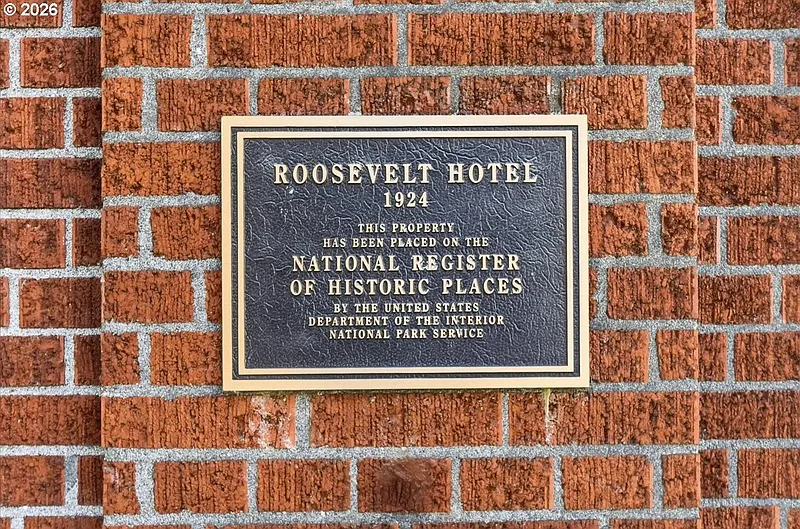 © 2026
ROOSEVELT HOTEL
1924
THIS PROPERTY
HAS BEEN PLACED ON THE
NATIONAL REGISTER
OF HISTORIC PLACES
BY THE UNITED STATES
DEPARTMENT OF THE INTERIOR
NATIONAL PARK SERVICE